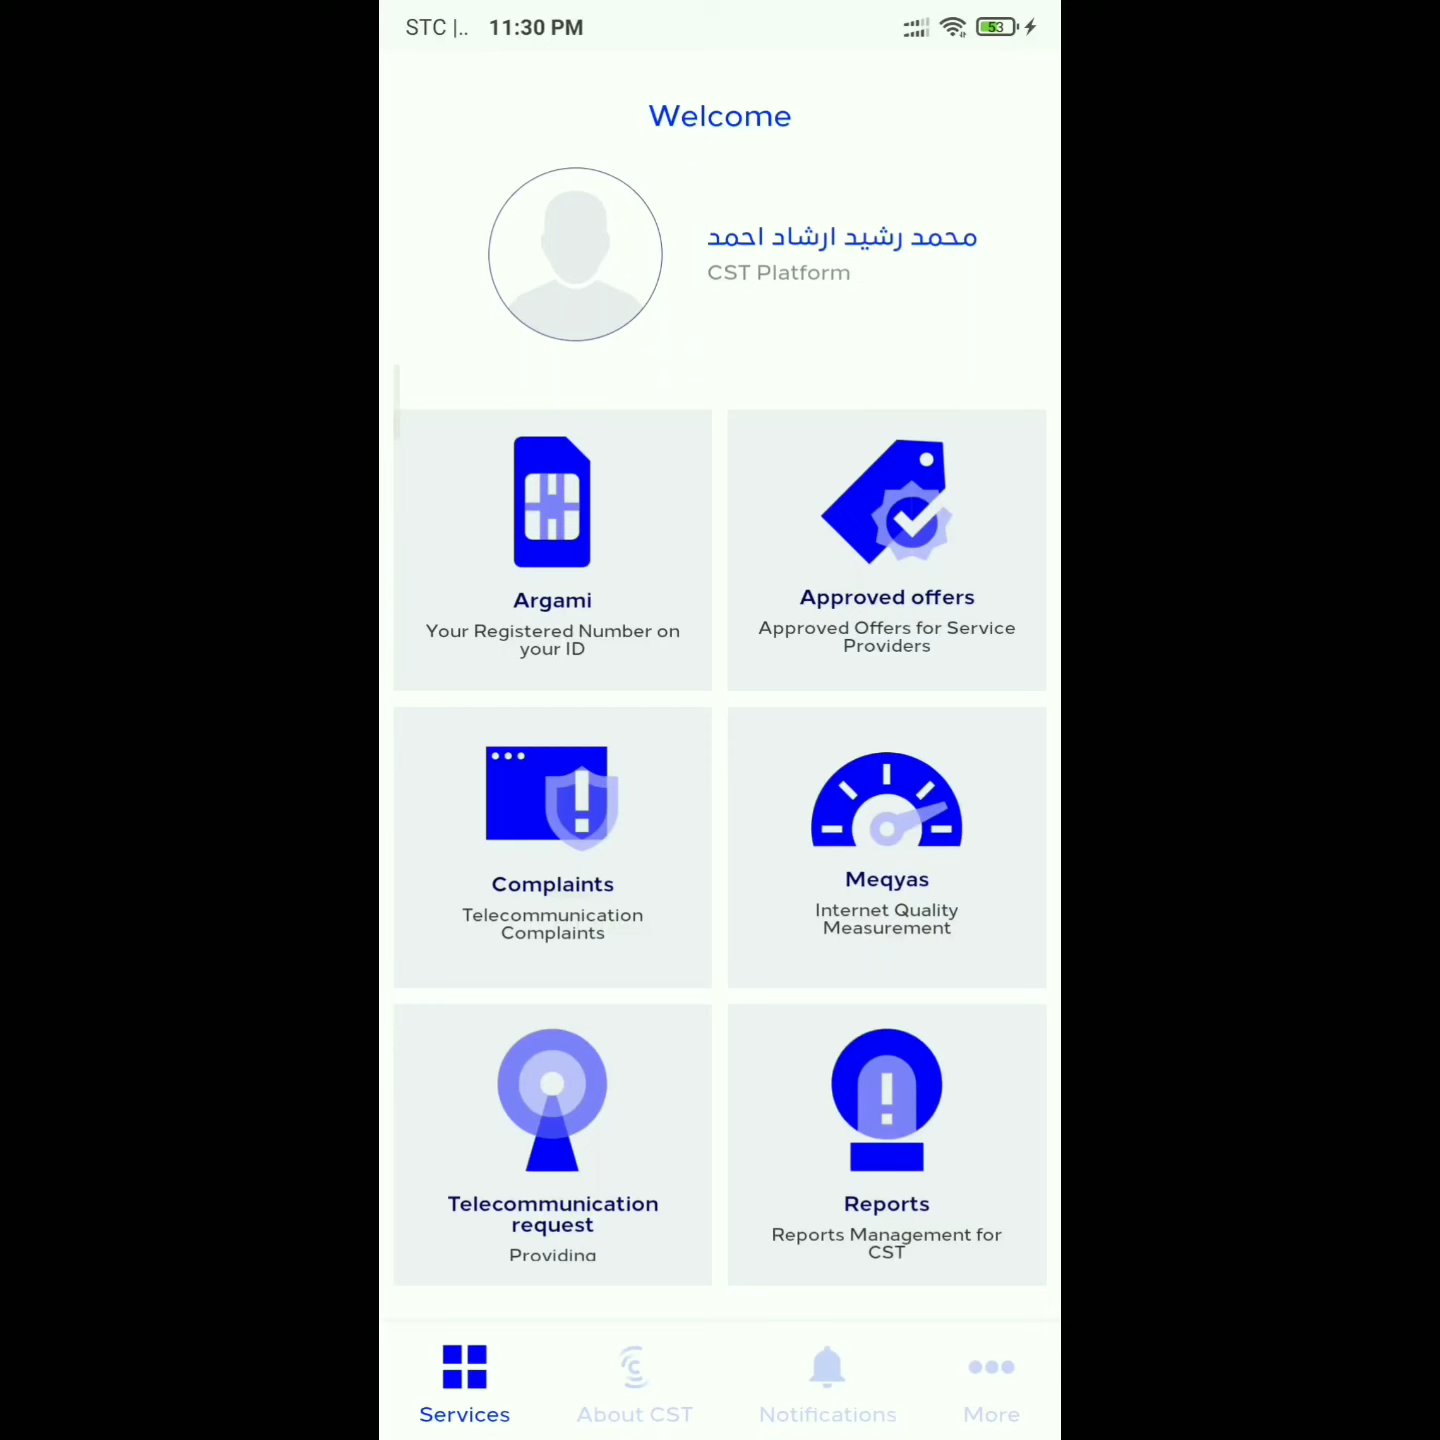 STC |.. 11:30 PM
53
Welcome
محمد رشيد ارشاد احمد
CST Platform
Argami
Your Registered Number on
your ID
Approved offers
Approved Offers for Service
Providers
Complaints
Telecommunication
Complaints
Meqyas
Internet Quality
Measurement
Telecommunication
request
Providing
Reports
Reports Management for
CST
Services
About CST
Notifications
More